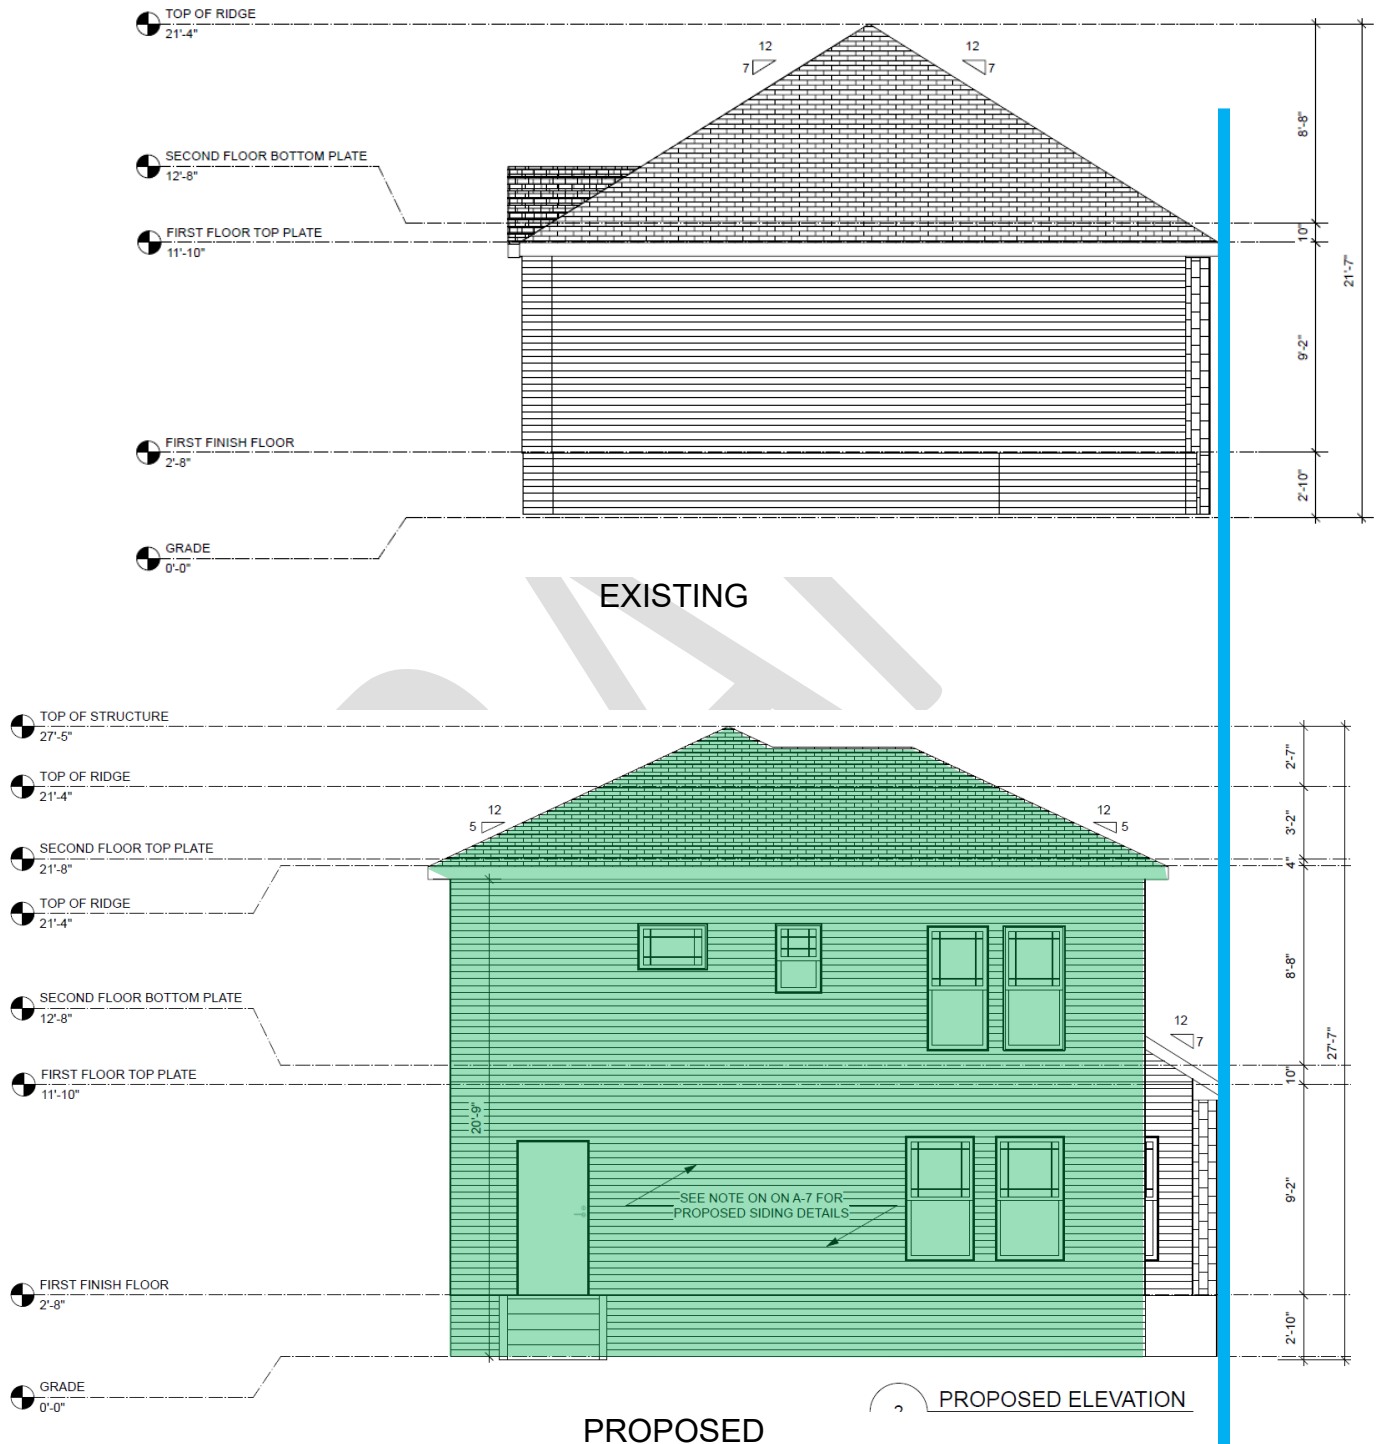 TOP OF RIDGE
21'-4"
12
7
12
7
8'-8"
SECOND FLOOR BOTTOM PLATE
12'-8"
FIRST FLOOR TOP PLATE
11'-10"
10"
21'-7"
9'-2"
FIRST FINISH FLOOR
2'-8"
2'-10"
GRADE
0'-0"
EXISTING
TOP OF STRUCTURE
27'-5"
2'-7"
TOP OF RIDGE
21'-4"
12
5
12
5
3'-2"
SECOND FLOOR TOP PLATE
21'-8"
4"
TOP OF RIDGE
21'-4"
8'-8"
SECOND FLOOR BOTTOM PLATE
12'-8"
12
7
27'-7"
FIRST FLOOR TOP PLATE
11'-10"
10"
20'-9"
9'-2"
SEE NOTE ON ON A-7 FOR
PROPOSED SIDING DETAILS
FIRST FINISH FLOOR
2'-8"
2'-10"
GRADE
0'-0"
PROPOSED ELEVATION
PROPOSED